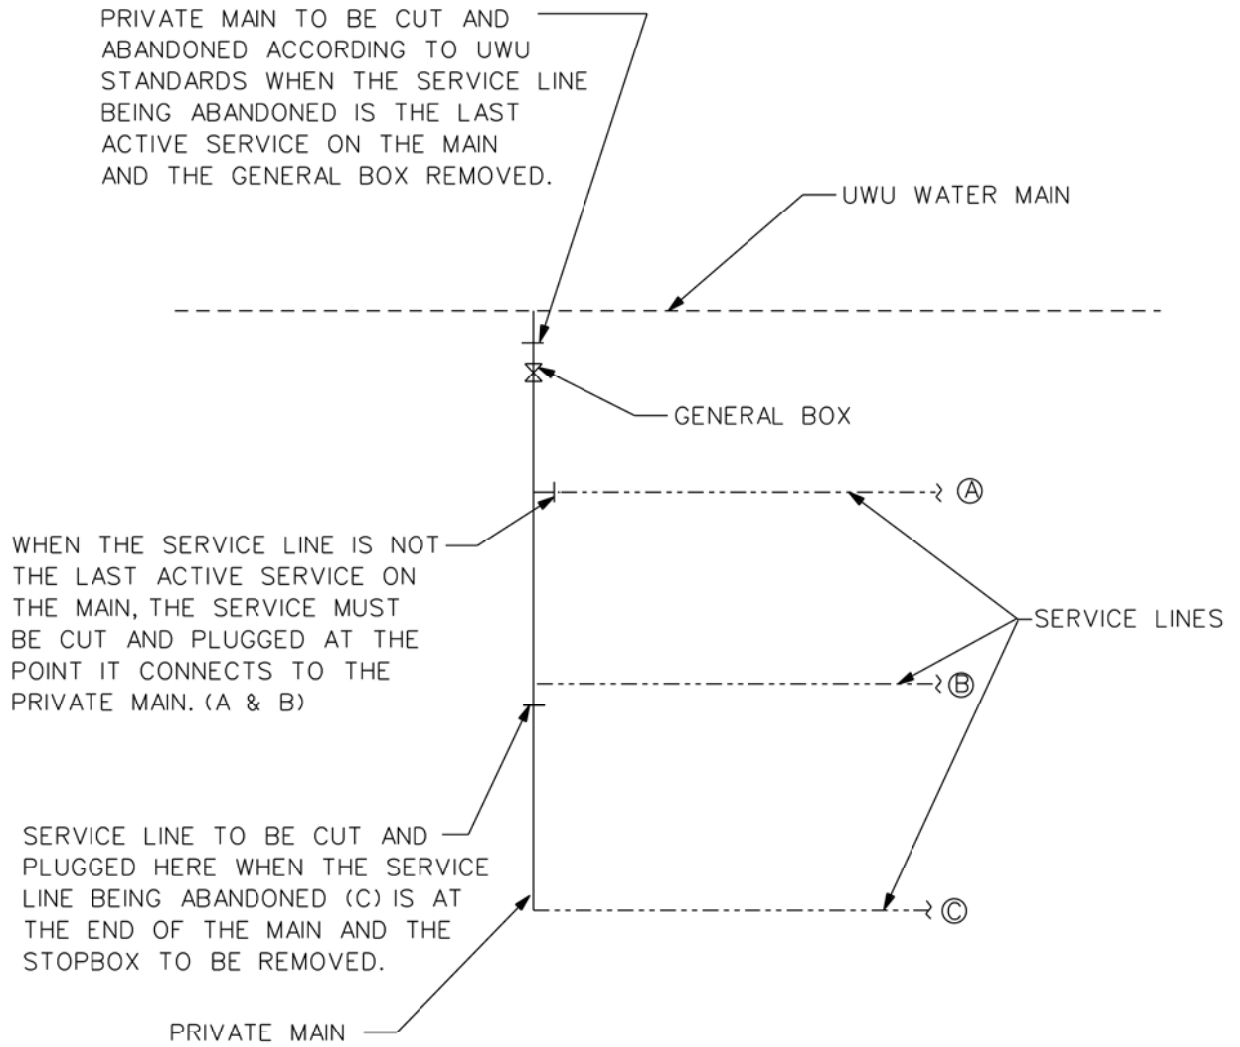 PRIVATE MAIN TO BE CUT AND
ABANDONED ACCORDING TO UWU
STANDARDS WHEN THE SERVICE LINE
BEING ABANDONED IS THE LAST
ACTIVE SERVICE ON THE MAIN
AND THE GENERAL BOX REMOVED.
UWU WATER MAIN
GENERAL BOX
A
WHEN THE SERVICE LINE IS NOT
THE LAST ACTIVE SERVICE ON
THE MAIN, THE SERVICE MUST
BE CUT AND PLUGGED AT THE
POINT IT CONNECTS TO THE
PRIVATE MAIN. (A & B)
SERVICE LINES
B
SERVICE LINE TO BE CUT AND
PLUGGED HERE WHEN THE SERVICE
LINE BEING ABANDONED (C) IS AT
THE END OF THE MAIN AND THE
STOPBOX TO BE REMOVED.
C
PRIVATE MAIN